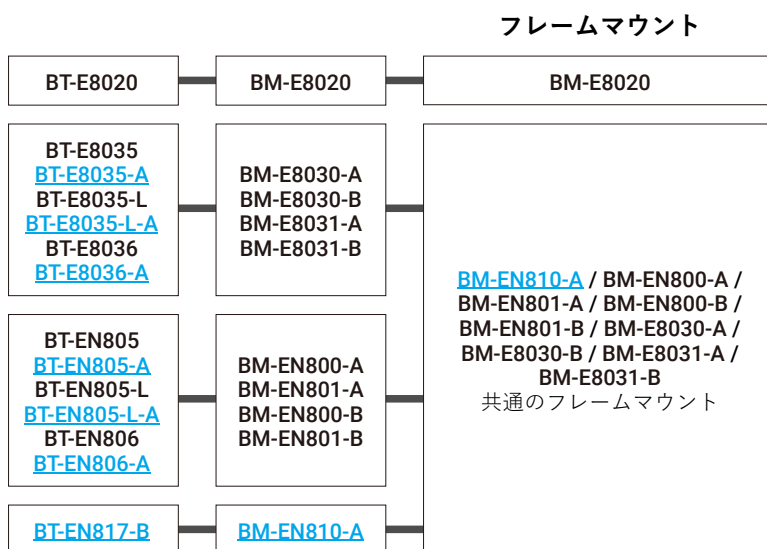 フレームマウント
BT-E8020
BM-E8020
BM-E8020
BT-E8035
BT-E8035-A
BT-E8035-L
BT-E8035-L-A
BT-E8036
BT-E8036-A
BM-E8030-A
BM-E8030-B
BM-E8031-A
BM-E8031-B
BM-EN810-A / BM-EN800-A /
BM-EN801-A / BM-EN800-B /
BM-EN801-B / BM-E8030-A /
BM-E8030-B / BM-E8031-A /
BM-E8031-B
共通のフレームマウント
BT-EN805
BT-EN805-A
BT-EN805-L
BT-EN805-L-A
BT-EN806
BT-EN806-A
BM-EN800-A
BM-EN801-A
BM-EN800-B
BM-EN801-B
BT-EN817-B
BM-EN810-A